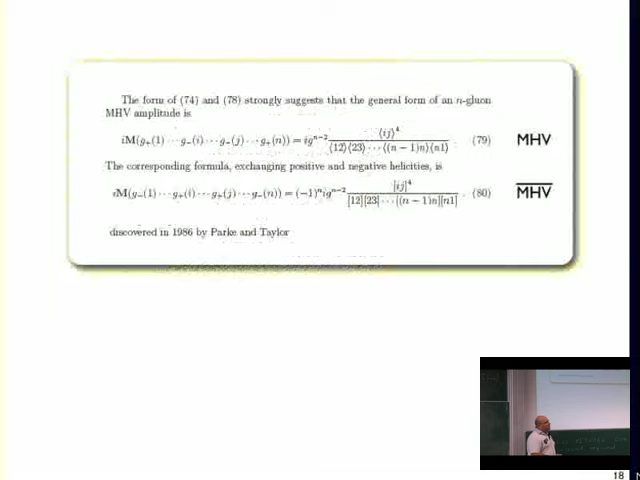 The form of (74) and (78) strongly suggests that the general form of an n-gluon
MHV amplitude is
iM(g₊(1) ··· g₋(i) ··· g₋(j) ··· g₊(n)) = ig^{n−2} ⟨ij⟩⁴ / ⟨12⟩⟨23⟩ ··· ⟨(n−1)n⟩⟨n1⟩ . (79) MHV
The corresponding formula, exchanging positive and negative helicities, is
iM(g₋(1) ··· g₊(i) ··· g₊(j) ··· g₋(n)) = (−1)ⁿig^{n−2} [ij]⁴ / [12][23] ··· [(n−1)n][n1] . (80) M̅H̅V̅
discovered in 1986 by Parke and Taylor
18